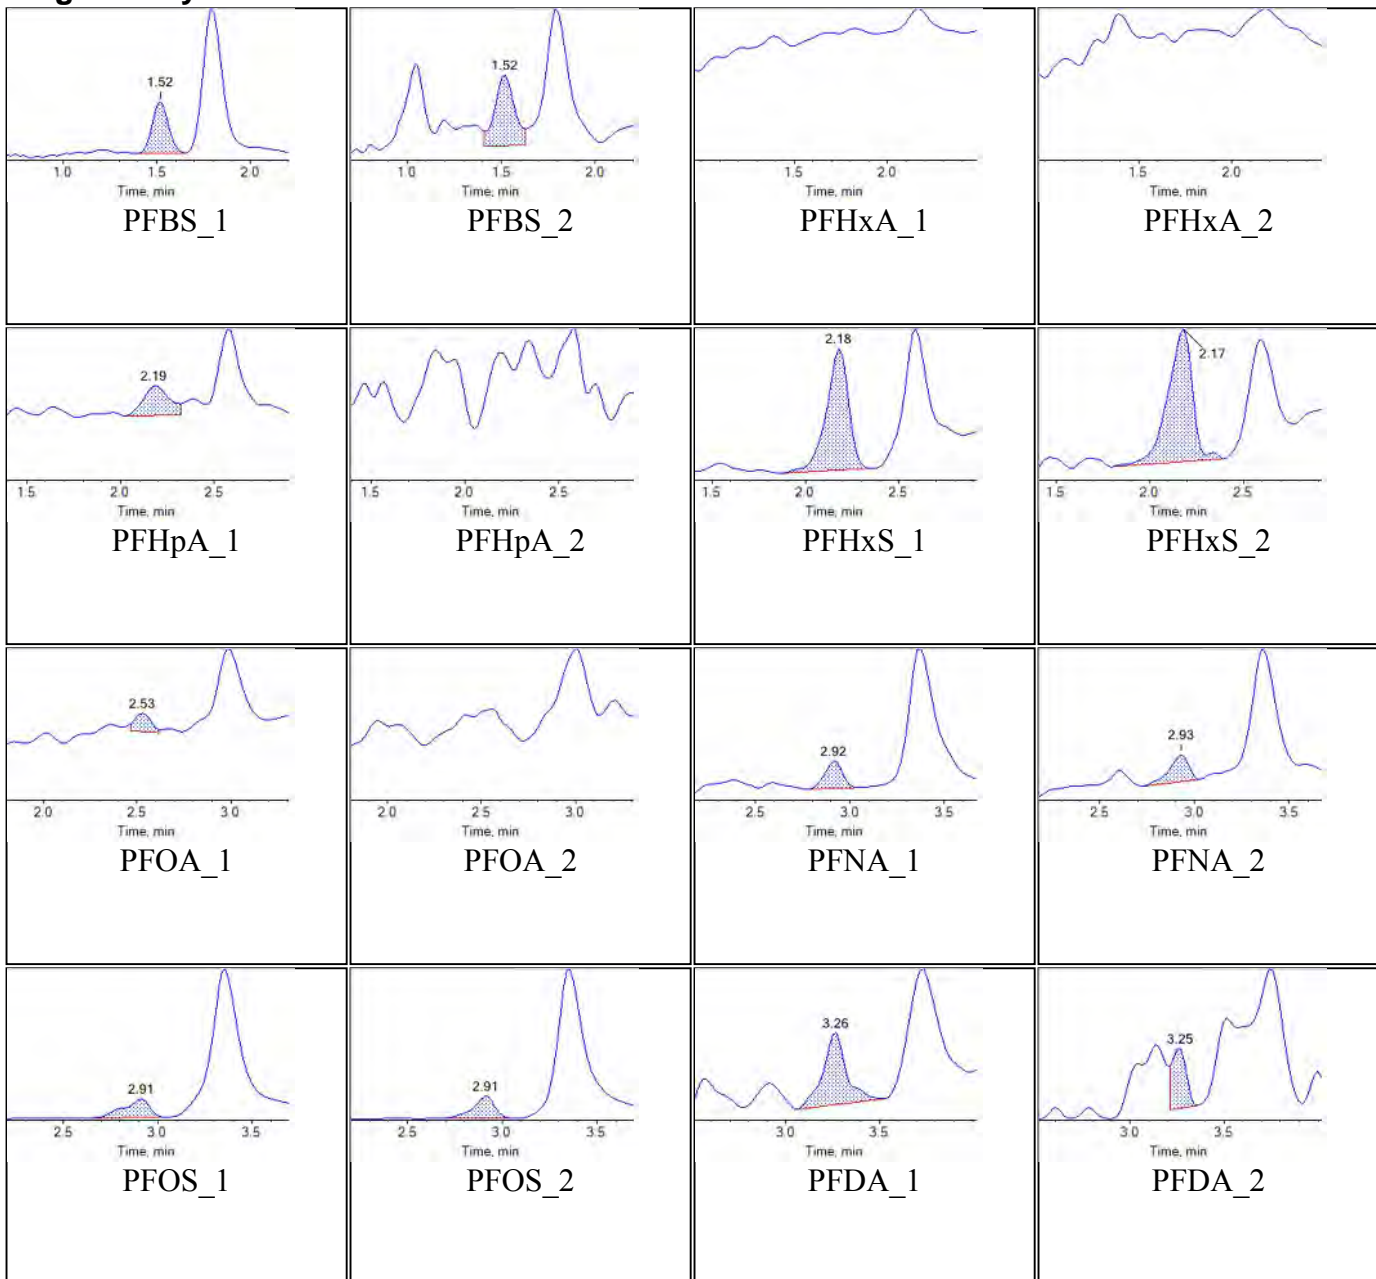 1.52
1.0 1.5 2.0
Time, min
PFBS_1
1.52
1.0 1.5 2.0
Time, min
PFBS_2
1.5 2.0
Time, min
PFHxA_1
1.5 2.0
Time, min
PFHxA_2
2.19
1.5 2.0 2.5
Time, min
PFHpA_1
1.5 2.0 2.5
Time, min
PFHpA_2
2.18
1.5 2.0 2.5
Time, min
PFHxS_1
2.17
1.5 2.0 2.5
Time, min
PFHxS_2
2.53
2.0 2.5 3.0
Time, min
PFOA_1
2.0 2.5 3.0
Time, min
PFOA_2
2.92
2.5 3.0 3.5
Time, min
PFNA_1
2.93
2.5 3.0 3.5
Time, min
PFNA_2
2.91
2.5 3.0 3.5
Time, min
PFOS_1
2.91
2.5 3.0 3.5
Time, min
PFOS_2
3.26
3.0 3.5
Time, min
PFDA_1
3.25
3.0 3.5
Time, min
PFDA_2